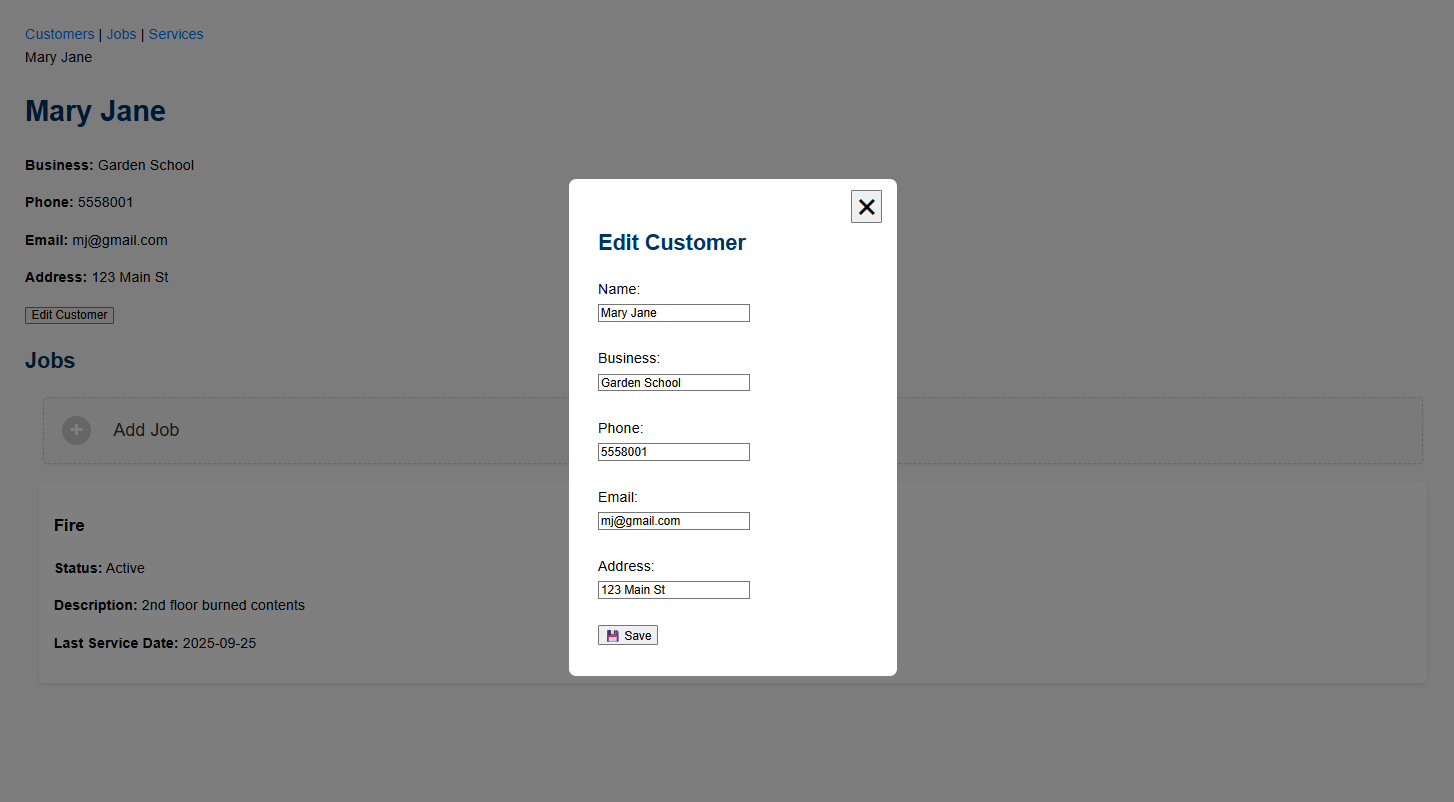 Customers | Jobs | Services
Mary Jane
Mary Jane
Business: Garden School
Phone: 5558001
Email: mj@gmail.com
Address: 123 Main St
Edit Customer
Jobs
Add Job
Fire
Status: Active
Description: 2nd floor burned contents
Last Service Date: 2025-09-25
Edit Customer
Name:
Mary Jane
Business:
Garden School
Phone:
5558001
Email:
mj@gmail.com
Address:
123 Main St
Save